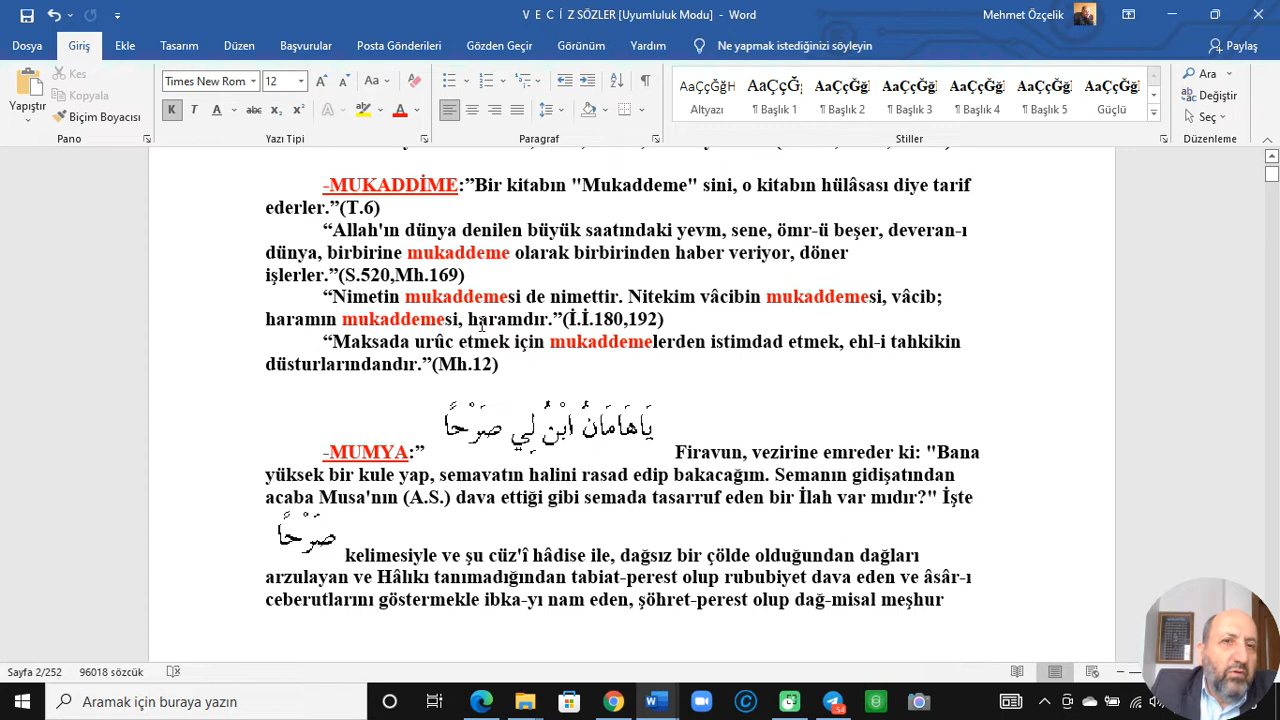 V E C İ Z SÖZLER [Uyumluluk Modu] - Word
Mehmet Özçelik
Dosya Giriş Ekle Tasarım Düzen Başvurular Posta Gönderileri Gözden Geçir Görünüm Yardım Ne yapmak istediğinizi söyleyin Paylaş
Yapıştır
Kes
Kopyala
Biçim Boyacısı
Times New Rom 12
K T A abc x₂ x²
AaÇçĞğH AaÇçĞ AaÇçĞğ AaÇçĞğ AaÇçĞğ AaÇçĞğ AaÇçĞğ
Altyazı ¶ Başlık 1 ¶ Başlık 2 ¶ Başlık 3 ¶ Başlık 4 ¶ Başlık 5 Güçlü
Ara
Değiştir
Seç
Pano Yazı Tipi Paragraf Stiller Düzenleme
-MUKADDİME:”Bir kitabın "Mukaddeme" sini, o kitabın hülâsası diye tarif
ederler.”(T.6)
“Allah'ın dünya denilen büyük saatındaki yevm, sene, ömr-ü beşer, deveran-ı
dünya, birbirine mukaddeme olarak birbirinden haber veriyor, döner
işlerler.”(S.520,Mh.169)
“Nimetin mukaddemesi de nimettir. Nitekim vâcibin mukaddemesi, vâcib;
haramın mukaddemesi, haramdır.”(İ.İ.180,192)
“Maksada urûc etmek için mukaddemelerden istimdad etmek, ehl-i tahkikin
düsturlarındandır.”(Mh.12)
يَاهَامَانُ ابْنُ لِي صَرْحًا
-MUMYA:” Firavun, vezirine emreder ki: "Bana
yüksek bir kule yap, semavatın halini rasad edip bakacağım. Semanın gidişatından
acaba Musa'nın (A.S.) dava ettiği gibi semada tasarruf eden bir İlah var mıdır?" İşte
صَرْحًا
kelimesiyle ve şu cüz'î hâdise ile, dağsız bir çölde olduğundan dağları
arzulayan ve Hâlıkı tanımadığından tabiat-perest olup rububiyet dava eden ve âsâr-ı
ceberutlarını göstermekle ibka-yı nam eden, şöhret-perest olup dağ-misal meşhur
Sayfa 2/252 96018 sözcük
Aramak için buraya yazın
54